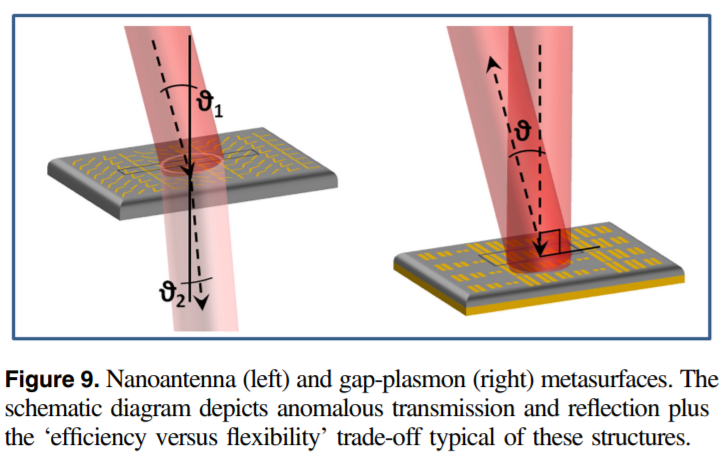 ϑ1
ϑ
ϑ2
Figure 9. Nanoantenna (left) and gap-plasmon (right) metasurfaces. The
schematic diagram depicts anomalous transmission and reflection plus
the ‘efficiency versus flexibility’ trade-off typical of these structures.